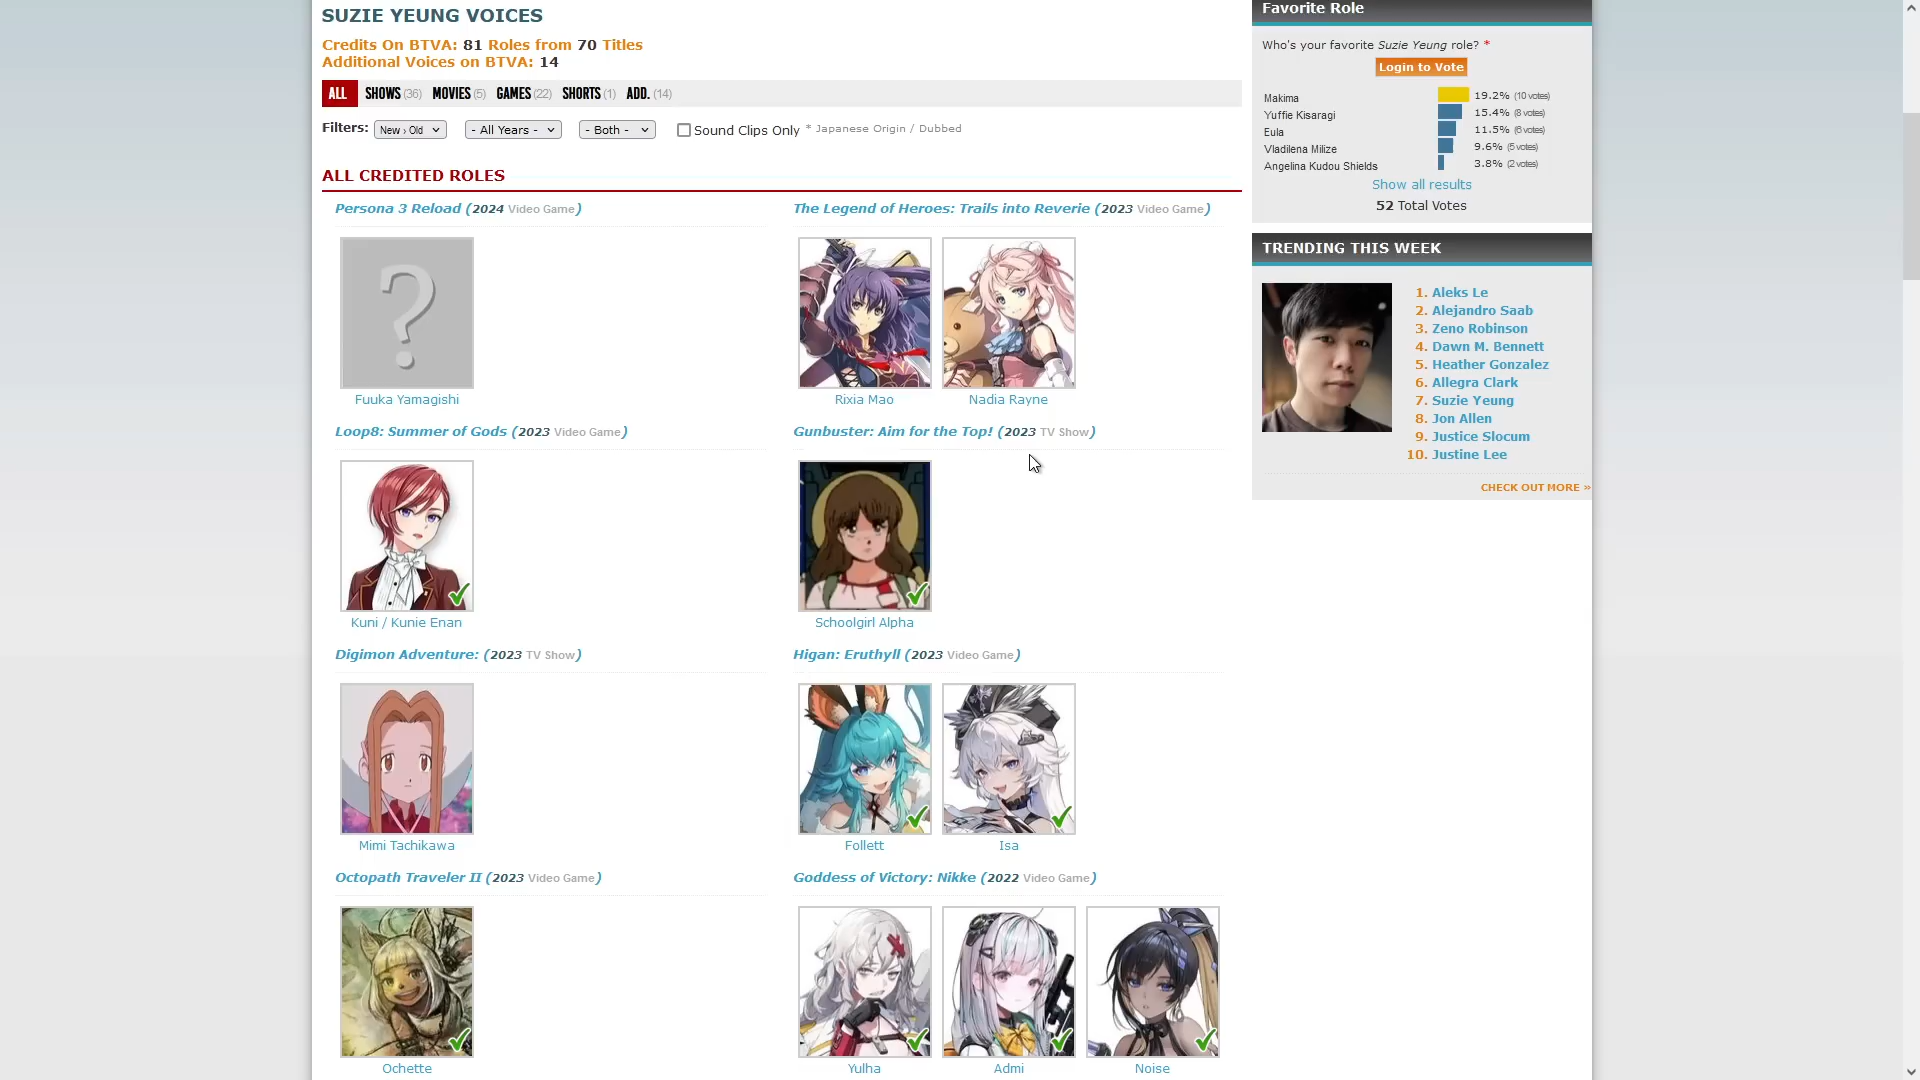 SUZIE YEUNG VOICES
Credits On BTVA: 81 Roles from 70 Titles
Additional Voices on BTVA: 14
ALL SHOWS (36) MOVIES (5) GAMES (22) SHORTS (1) ADD. (14)
Filters: New > Old - All Years - - Both - Sound Clips Only * Japanese Origin / Dubbed
ALL CREDITED ROLES
Persona 3 Reload (2024 Video Game)
The Legend of Heroes: Trails into Reverie (2023 Video Game)
Fuuka Yamagishi
Rixia Mao
Nadia Rayne
Loop8: Summer of Gods (2023 Video Game)
Gunbuster: Aim for the Top! (2023 TV Show)
Kuni / Kunie Enan
Schoolgirl Alpha
Digimon Adventure: (2023 TV Show)
Higan: Eruthyll (2023 Video Game)
Mimi Tachikawa
Follett
Isa
Octopath Traveler II (2023 Video Game)
Goddess of Victory: Nikke (2022 Video Game)
Ochette
Yulha
Admi
Noise
Favorite Role
Who's your favorite Suzie Yeung role? *
Login to Vote
Makima 19.2% (10 votes)
Yuffie Kisaragi 15.4% (8 votes)
Eula 11.5% (6 votes)
Vladilena Milize 9.6% (5 votes)
Angelina Kudou Shields 3.8% (2 votes)
Show all results
52 Total Votes
TRENDING THIS WEEK
1. Aleks Le
2. Alejandro Saab
3. Zeno Robinson
4. Dawn M. Bennett
5. Heather Gonzalez
6. Allegra Clark
7. Suzie Yeung
8. Jon Allen
9. Justice Slocum
10. Justine Lee
CHECK OUT MORE »